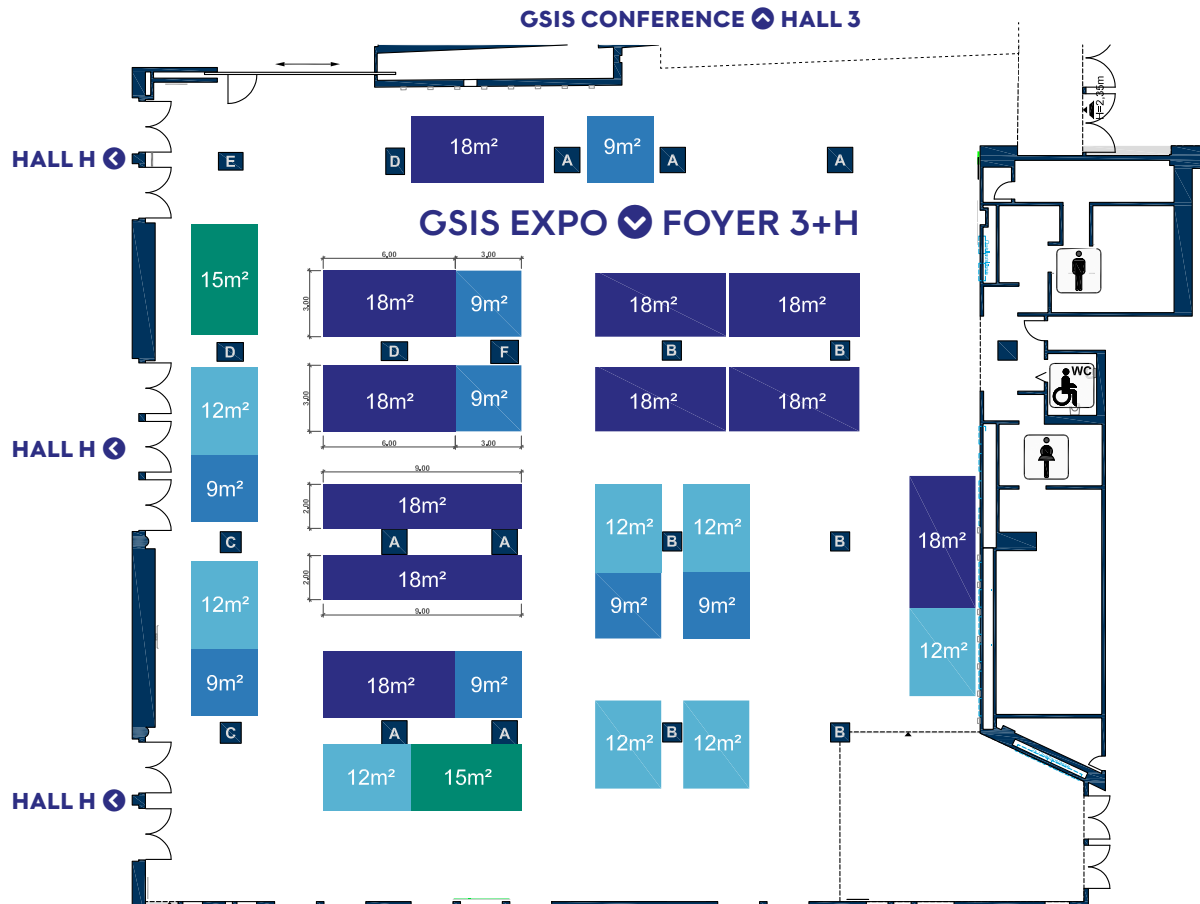 GSIS CONFERENCE HALL 3
H=2,35m
HALL H
E
D
18m²
A
9m²
A
A
GSIS EXPO FOYER 3+H
15m²
6,00
3,00
3,00
18m²
9m²
18m²
18m²
D
D
F
B
B
12m²
3,00
18m²
9m²
18m²
18m²
WC
6,00
3,00
HALL H
9m²
9,00
2,00
18m²
12m²
12m²
18m²
C
A
A
B
B
12m²
2,00
18m²
9m²
9m²
9,00
12m²
9m²
18m²
9m²
C
A
A
12m²
B
12m²
B
12m²
15m²
HALL H